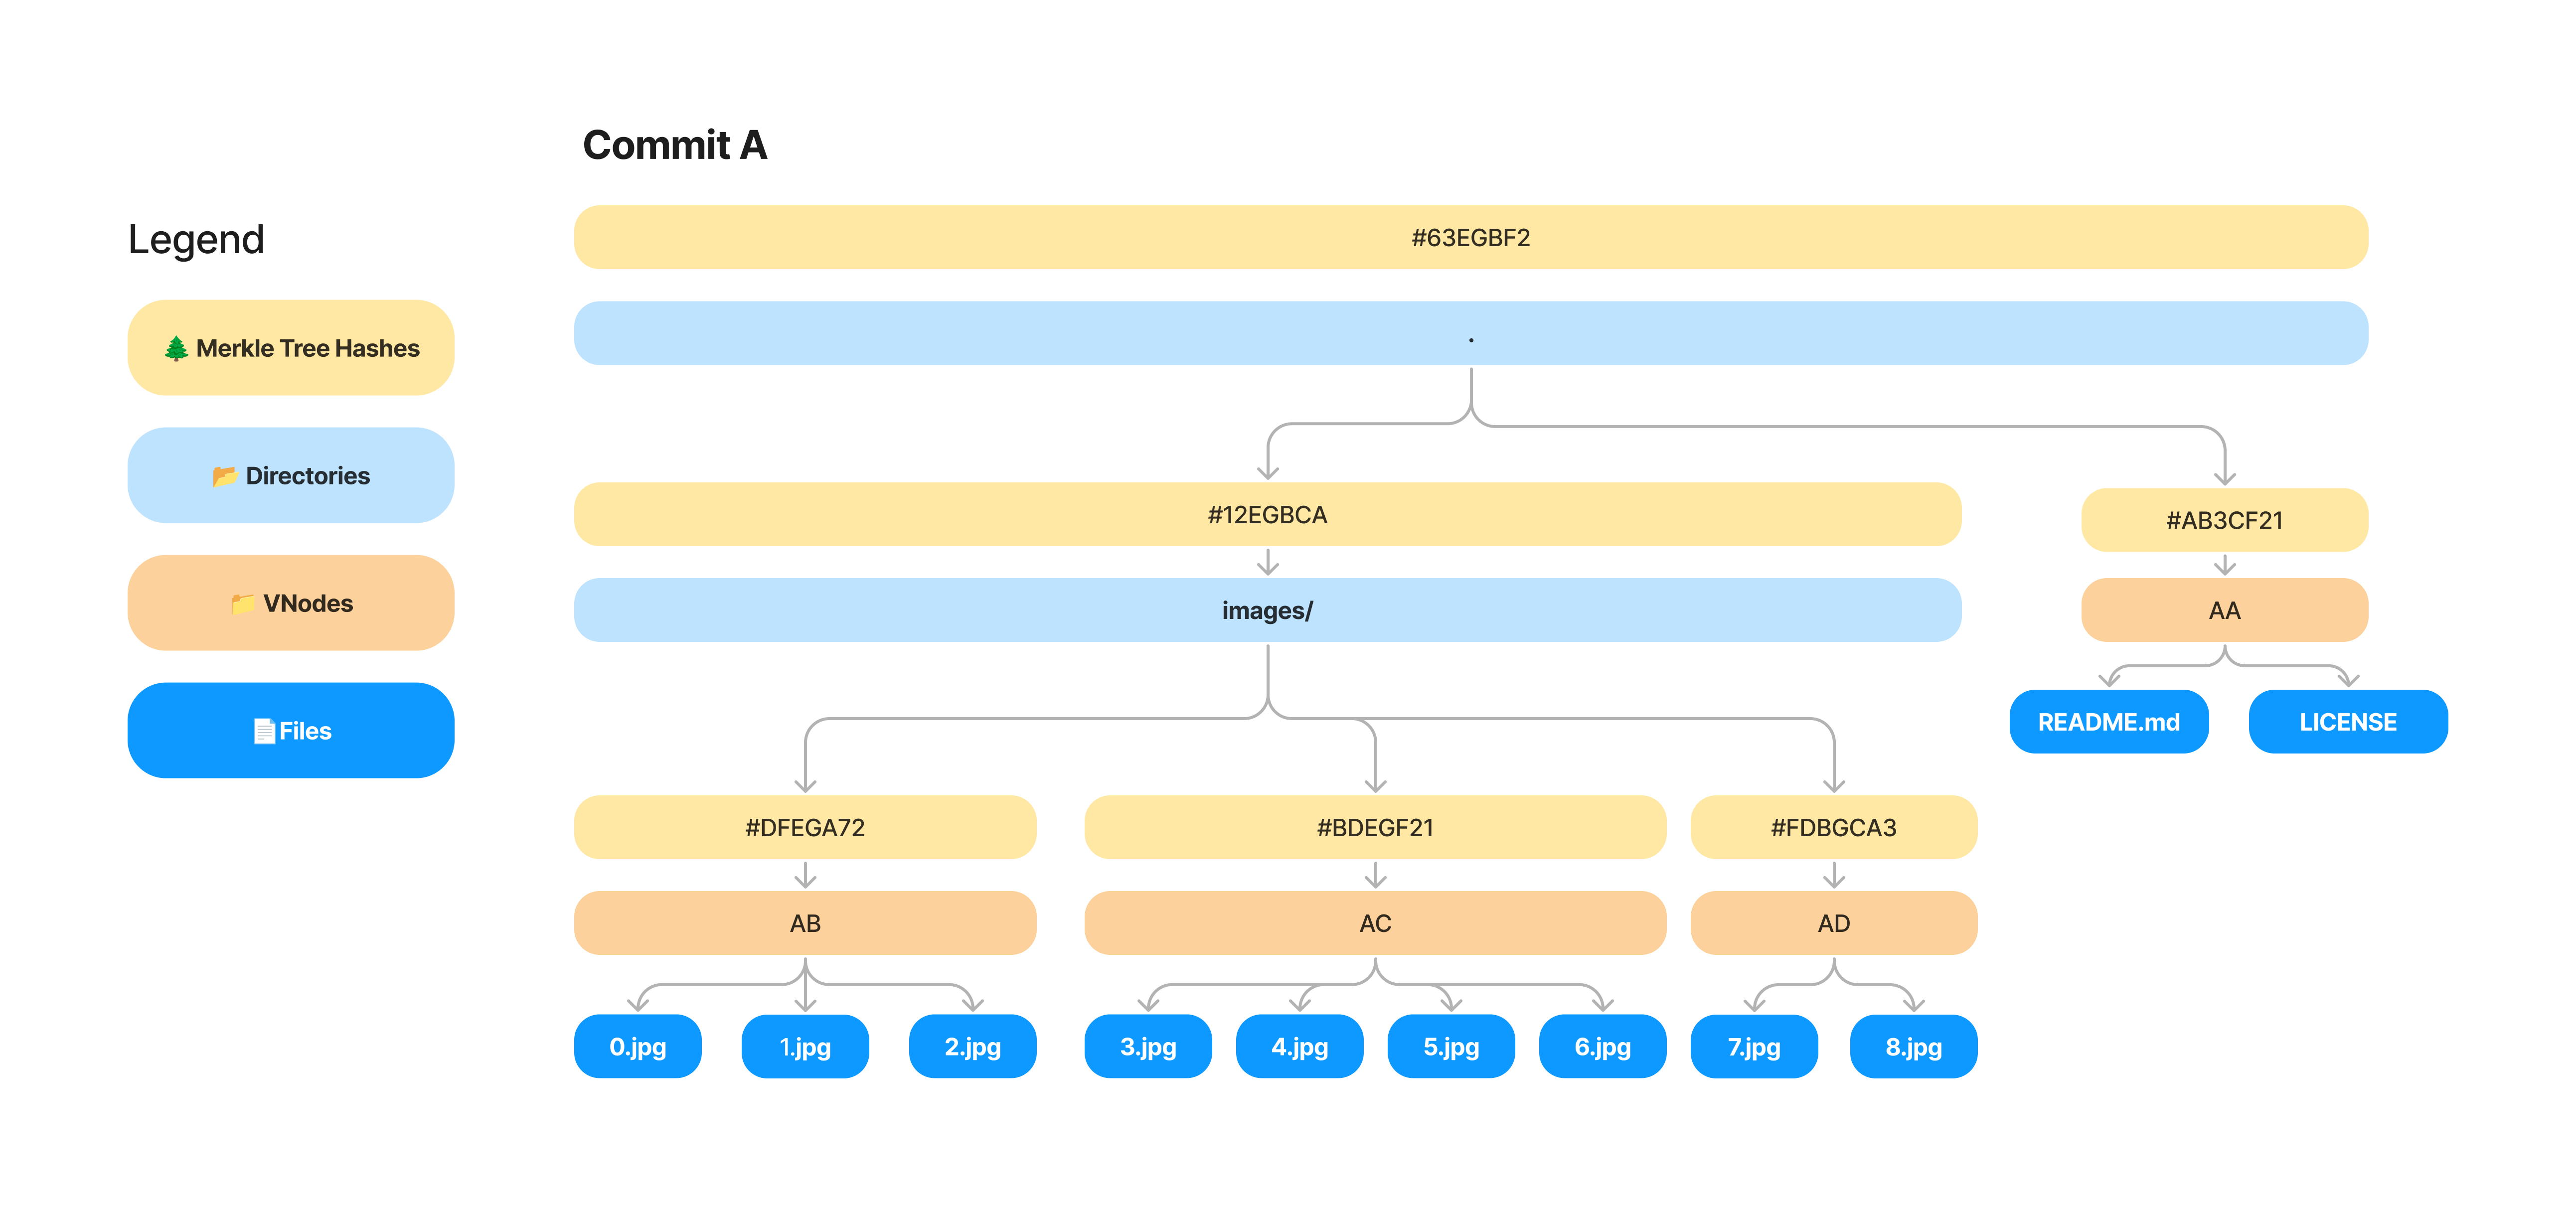 Commit A
Legend
🌲 Merkle Tree Hashes
📂 Directories
📁 VNodes
📄Files
#63EGBF2
.
#12EGBCA
#AB3CF21
images/
AA
README.md
LICENSE
#DFEGA72
#BDEGF21
#FDBGCA3
AB
AC
AD
0.jpg
1.jpg
2.jpg
3.jpg
4.jpg
5.jpg
6.jpg
7.jpg
8.jpg